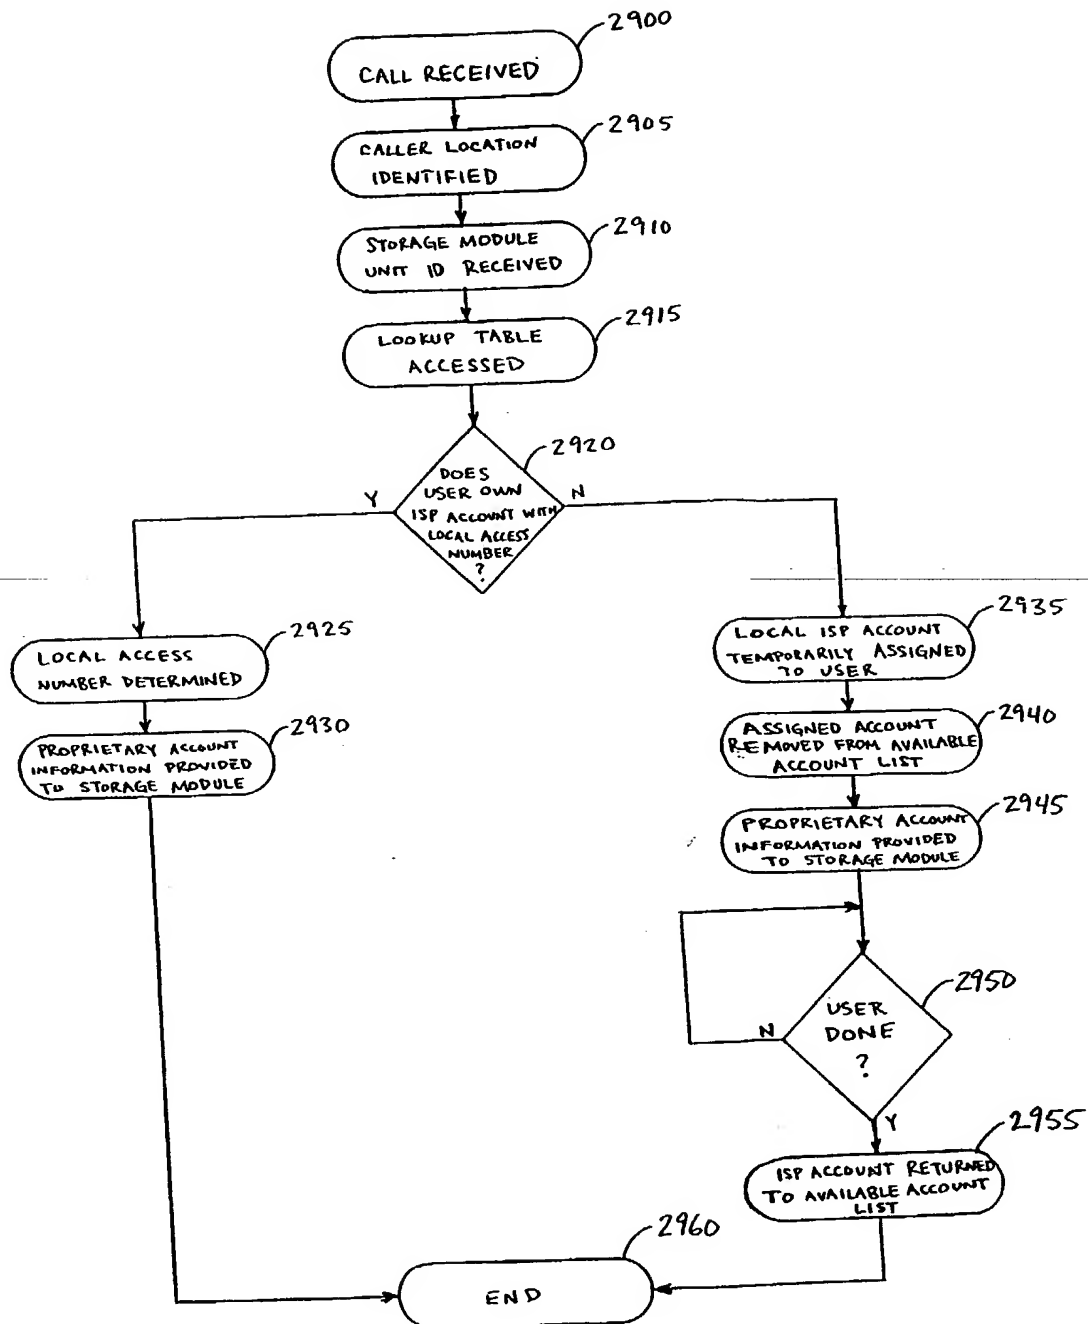 2900
CALL RECEIVED
2905
CALLER LOCATION
IDENTIFIED
2910
STORAGE MODULE
UNIT ID RECEIVED
2915
LOOKUP TABLE
ACCESSED
2920
DOES
USER OWN
ISP ACCOUNT WITH
LOCAL ACCESS
NUMBER
?
Y
N
2925
LOCAL ACCESS
NUMBER DETERMINED
2930
PROPRIETARY ACCOUNT
INFORMATION PROVIDED
TO STORAGE MODULE
2935
LOCAL ISP ACCOUNT
TEMPORARILY ASSIGNED
TO USER
2940
ASSIGNED ACCOUNT
REMOVED FROM AVAILABLE
ACCOUNT LIST
2945
PROPRIETARY ACCOUNT
INFORMATION PROVIDED
TO STORAGE MODULE
2950
USER
DONE
?
N
Y
2955
ISP ACCOUNT RETURNED
TO AVAILABLE ACCOUNT
LIST
2960
END